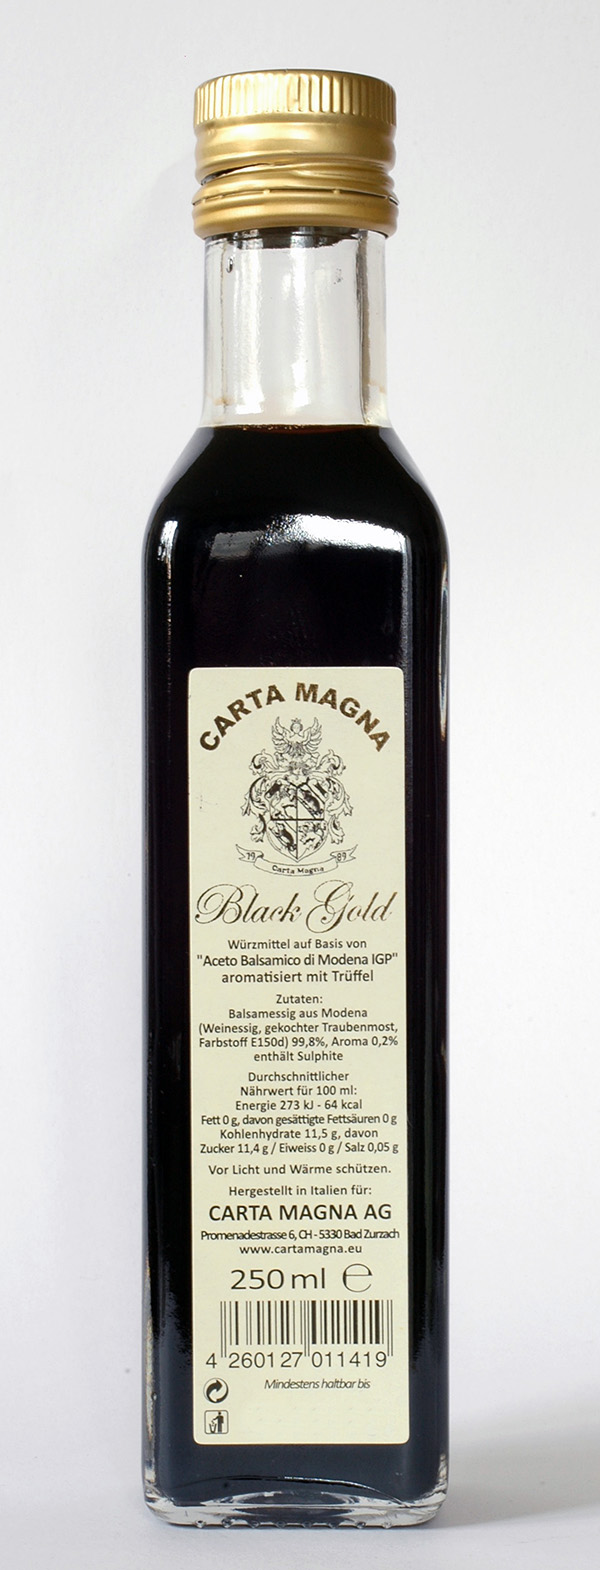 CARTA MAGNA
19 89
Carta Magna
Black Gold
Würzmittel auf Basis von
"Aceto Balsamico di Modena IGP"
aromatisiert mit Trüffel
Zutaten:
Balsamessig aus Modena
(Weinessig, gekochter Traubenmost,
Farbstoff E150d) 99,8%, Aroma 0,2%
enthält Sulphite
Durchschnittlicher
Nährwert für 100 ml:
Energie 273 kJ - 64 kcal
Fett 0 g, davon gesättigte Fettsäuren 0 g
Kohlenhydrate 11,5 g, davon
Zucker 11,4 g / Eiweiss 0 g / Salz 0,05 g
Vor Licht und Wärme schützen.
Hergestellt in Italien für:
CARTA MAGNA AG
Promenadestrasse 6, CH - 5330 Bad Zurzach
www.cartamagna.eu
250 ml ℮
4 260127 011419
Mindestens haltbar bis